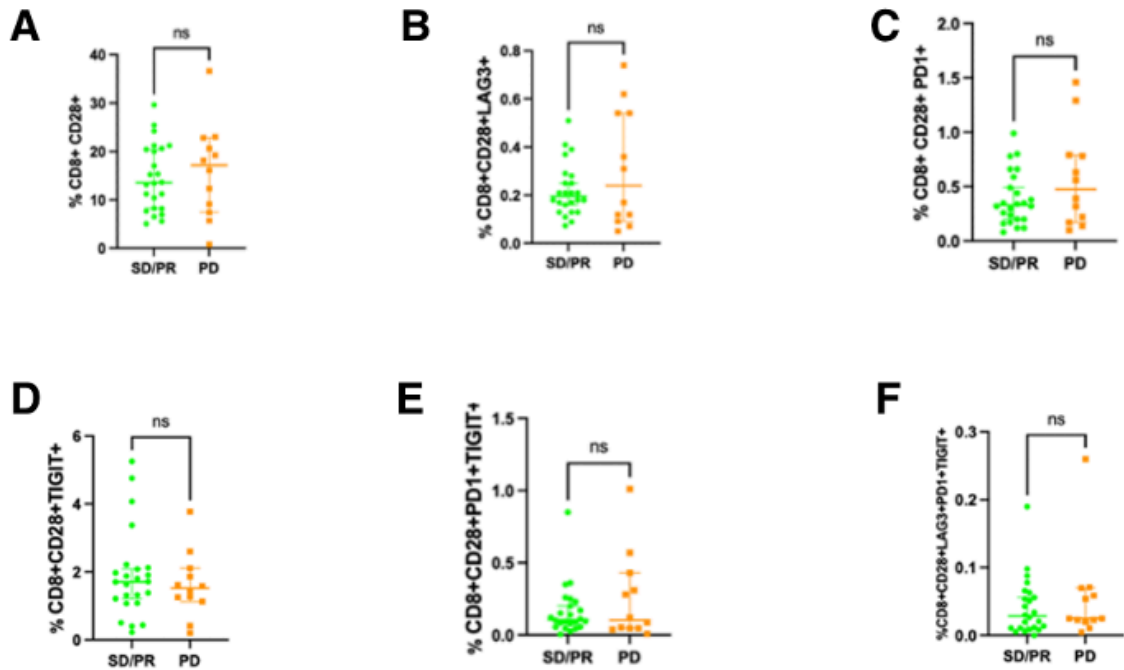 A
ns
% CD8+ CD28+
40
30
20
10
0
SD/PR PD
B
ns
% CD8+CD28+LAG3+
0.8
0.6
0.4
0.2
0.0
SD/PR PD
C
ns
% CD8+ CD28+ PD1+
2.0
1.5
1.0
0.5
0.0
SD/PR PD
D
ns
% CD8+CD28+TIGIT+
6
4
2
0
SD/PR PD
E
ns
% CD8+CD28+PD1+TIGIT+
1.5
1.0
0.5
0.0
SD/PR PD
F
ns
%CD8+CD28+LAG3+PD1+TIGIT+
0.3
0.2
0.1
0.0
SD/PR PD